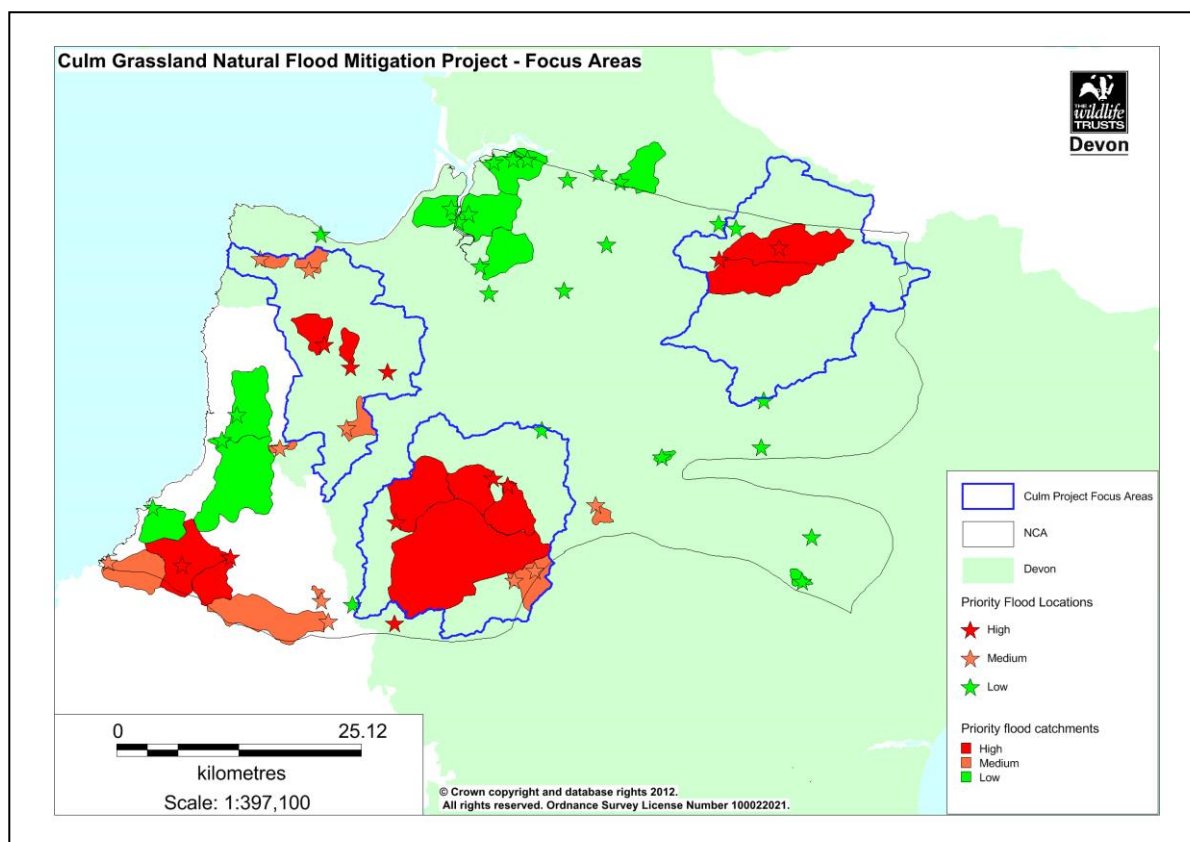 Culm Grassland Natural Flood Mitigation Project - Focus Areas
THE
wildlife
TRUSTS
Devon
Culm Project Focus Areas
NCA
Devon
Priority Flood Locations
High
Medium
Low
Priority flood catchments
High
Medium
Low
0 25.12
kilometres
Scale: 1:397,100
© Crown copyright and database rights 2012.
All rights reserved. Ordnance Survey License Number 100022021.